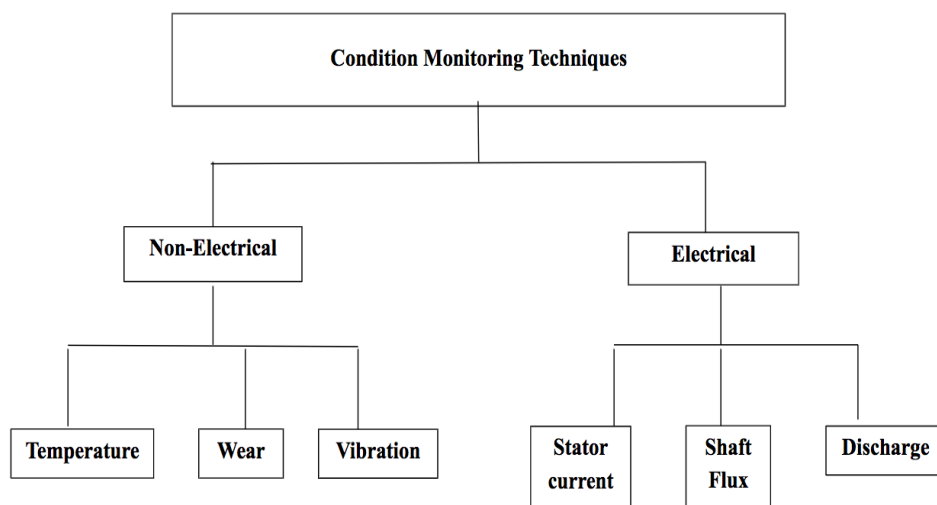 Condition Monitoring Techniques
Non-Electrical
Electrical
Temperature
Wear
Vibration
Stator
current
Shaft
Flux
Discharge